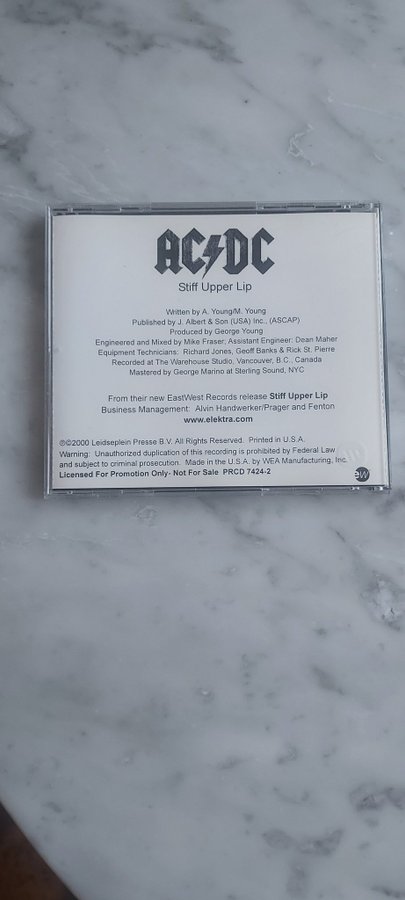 AC⚡DC
Stiff Upper Lip
Written by A. Young/M. Young
Published by J. Albert & Son (USA) Inc., (ASCAP)
Produced by George Young
Engineered and Mixed by Mike Fraser; Assistant Engineer: Dean Maher
Equipment Technicians: Richard Jones, Geoff Banks & Rick St. Pierre
Recorded at The Warehouse Studio, Vancouver, B.C., Canada
Mastered by George Marino at Sterling Sound, NYC
From their new EastWest Records release Stiff Upper Lip
Business Management: Alvin Handwerker/Prager and Fenton
www.elektra.com
℗©2000 Leidseplein Presse B.V. All Rights Reserved. Printed in U.S.A.
Warning: Unauthorized duplication of this recording is prohibited by Federal Law
and subject to criminal prosecution. Made in the U.S.A. by WEA Manufacturing, Inc.
Licensed For Promotion Only- Not For Sale PRCD 7424-2
ew